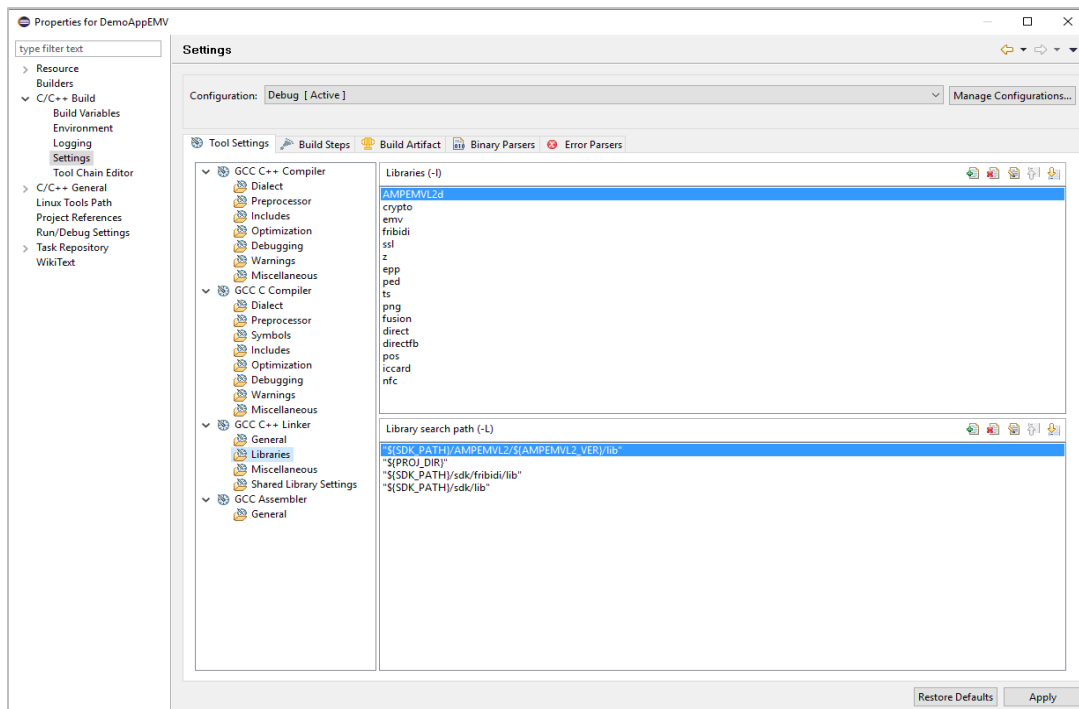 Properties for DemoAppEMV
type filter text
Resource
Builders
C/C++ Build
Build Variables
Environment
Logging
Settings
Tool Chain Editor
C/C++ General
Linux Tools Path
Project References
Run/Debug Settings
Task Repository
WikiText
Settings
Configuration: Debug [ Active ]
Manage Configurations...
Tool Settings Build Steps Build Artifact Binary Parsers Error Parsers
GCC C++ Compiler
Dialect
Preprocessor
Includes
Optimization
Debugging
Warnings
Miscellaneous
GCC C Compiler
Dialect
Preprocessor
Symbols
Includes
Optimization
Debugging
Warnings
Miscellaneous
GCC C++ Linker
General
Libraries
Miscellaneous
Shared Library Settings
GCC Assembler
General
Libraries (-l)
AMPEMVL2d
crypto
emv
fribidi
ssl
z
epp
ped
ts
png
fusion
direct
directfb
pos
iccard
nfc
Library search path (-L)
"${SDK_PATH}/AMPEMVL2/${AMPEMVL2_VER}/lib"
"${PROJ_DIR}"
"${SDK_PATH}/sdk/fribidi/lib"
"${SDK_PATH}/sdk/lib"
Restore Defaults Apply